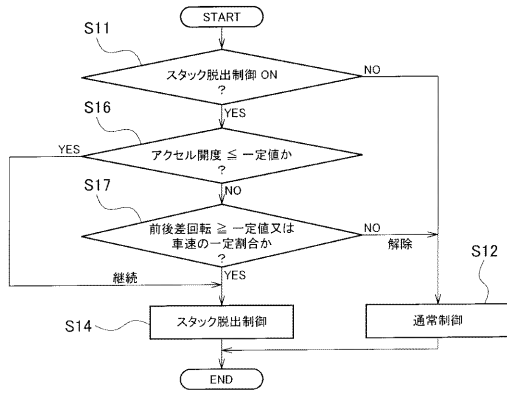 START
S11
スタック脱出制御 ON
?
NO
YES
S16
アクセル開度 ≦ 一定値か
?
YES
NO
S17
前後差回転 ≧ 一定値又は
車速の一定割合か
?
NO
解除
YES
継続
S12
通常制御
S14
スタック脱出制御
END